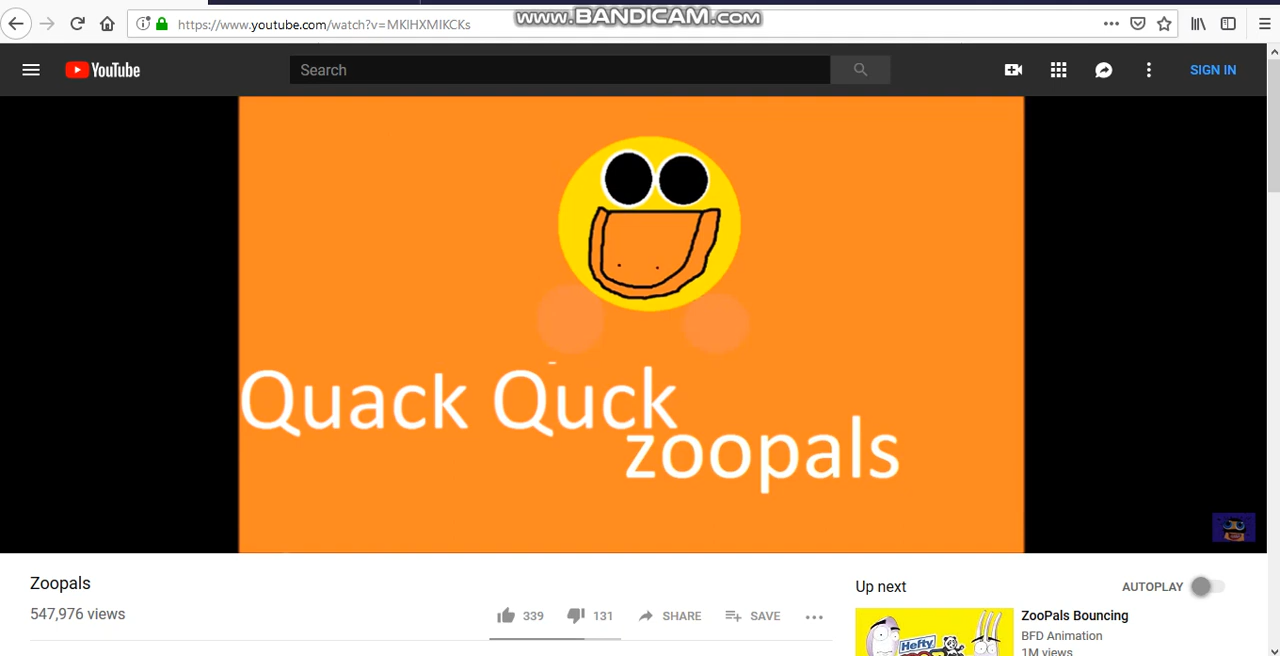 www.BANDICAM.com
https://www.youtube.com/watch?v=MKlHXMIKCKs
YouTube
Search
SIGN IN
Quack Quck
zoopals
Zoopals
547,976 views
339
131
SHARE
SAVE
Up next
AUTOPLAY
Hefty
ZooPals Bouncing
BFD Animation
1M views